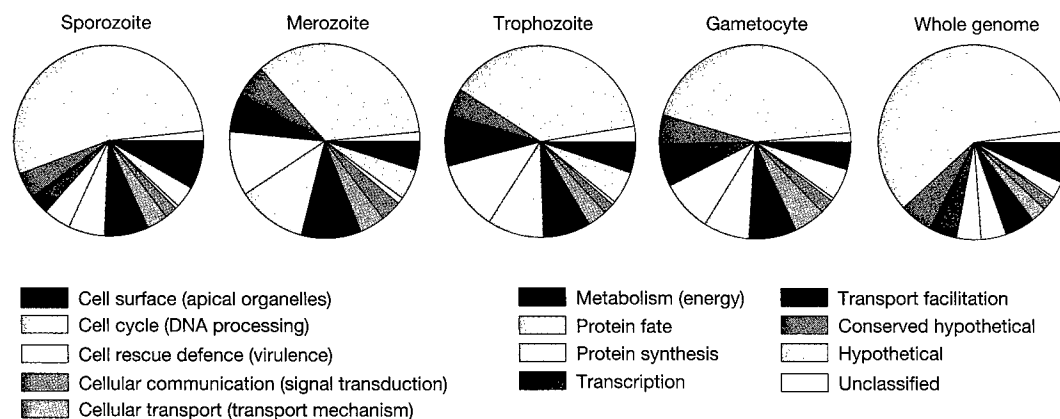 Sporozoite
Merozoite
Trophozoite
Gametocyte
Whole genome
Cell surface (apical organelles)
Cell cycle (DNA processing)
Cell rescue defence (virulence)
Cellular communication (signal transduction)
Cellular transport (transport mechanism)
Metabolism (energy)
Protein fate
Protein synthesis
Transcription
Transport facilitation
Conserved hypothetical
Hypothetical
Unclassified